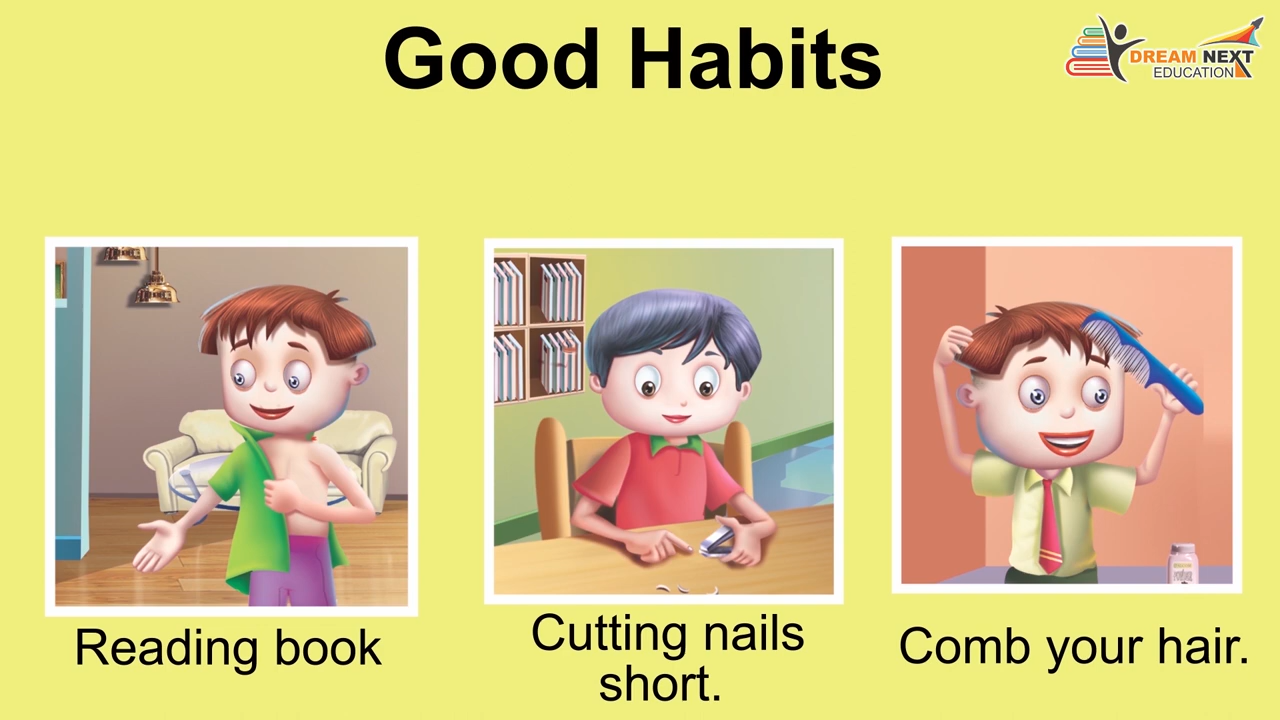 Good Habits
DREAM NEXT
EDUCATION
Reading book
Cutting nails
short.
Comb your hair.